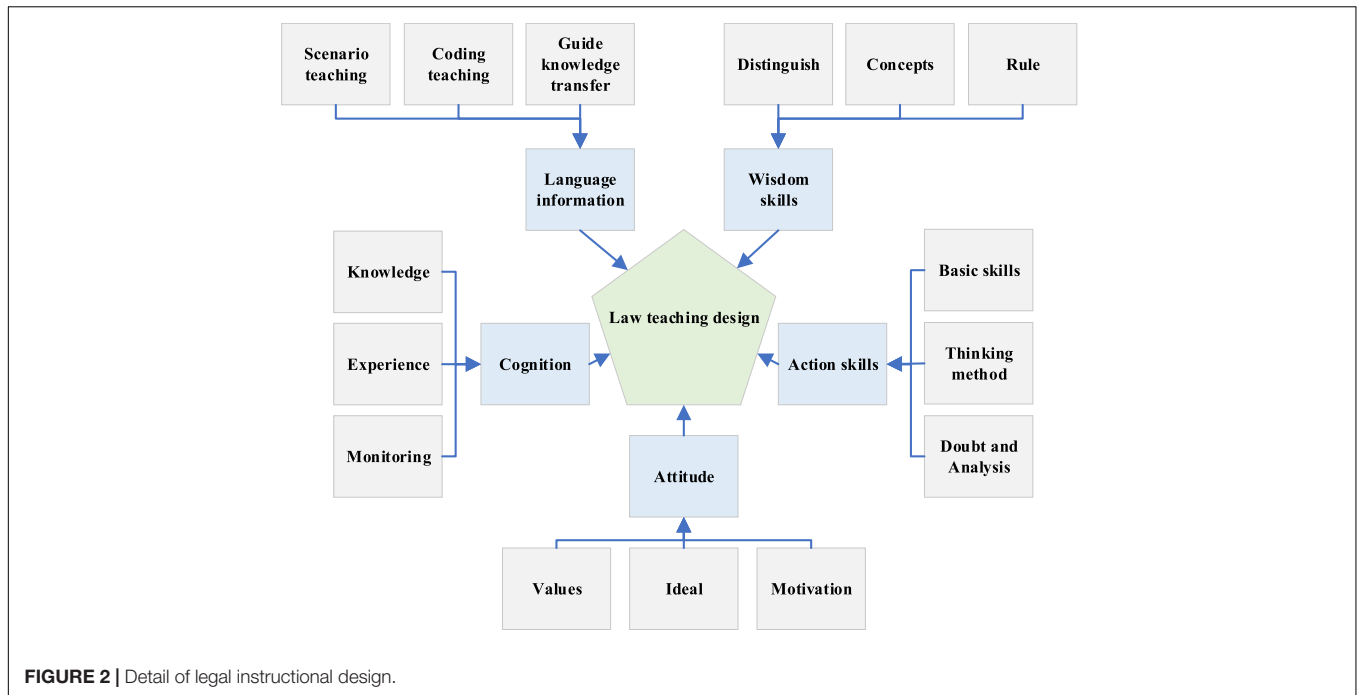 Scenario
teaching
Coding
teaching
Guide
knowledge
transfer
Distinguish
Concepts
Rule
Language
information
Wisdom
skills
Knowledge
Experience
Monitoring
Cognition
Law teaching design
Action skills
Basic skills
Thinking
method
Doubt and
Analysis
Attitude
Values
Ideal
Motivation
FIGURE 2 | Detail of legal instructional design.